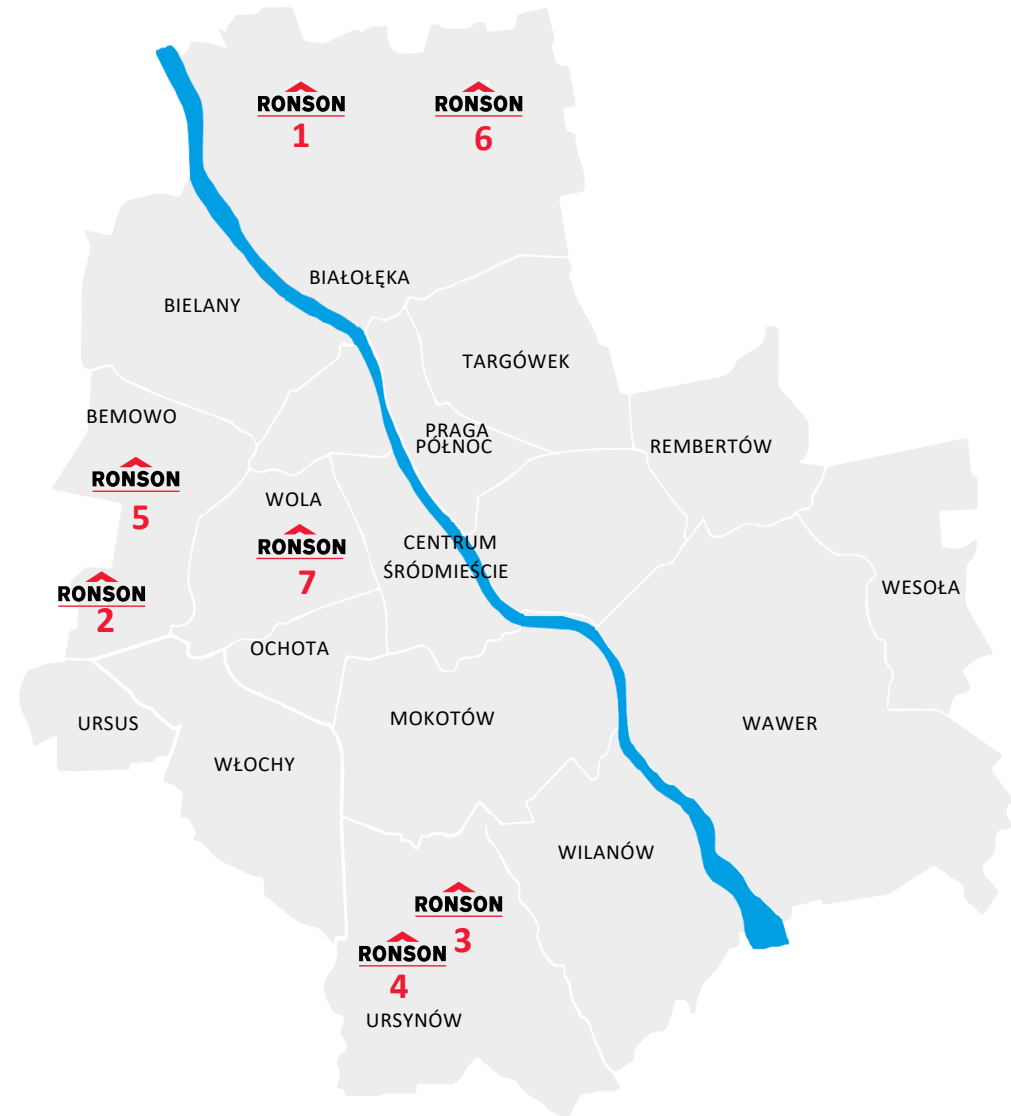 RONSON
1
RONSON
6
BIAŁOŁĘKA
BIELANY
TARGÓWEK
BEMOWO
PRAGA
PÓŁNOC
REMBERTÓW
RONSON
5
WOLA
RONSON
7
CENTRUM
ŚRÓDMIEŚCIE
RONSON
2
WESOŁA
OCHOTA
URSUS
MOKOTÓW
WAWER
WŁOCHY
WILANÓW
RONSON
3
RONSON
4
URSYNÓW